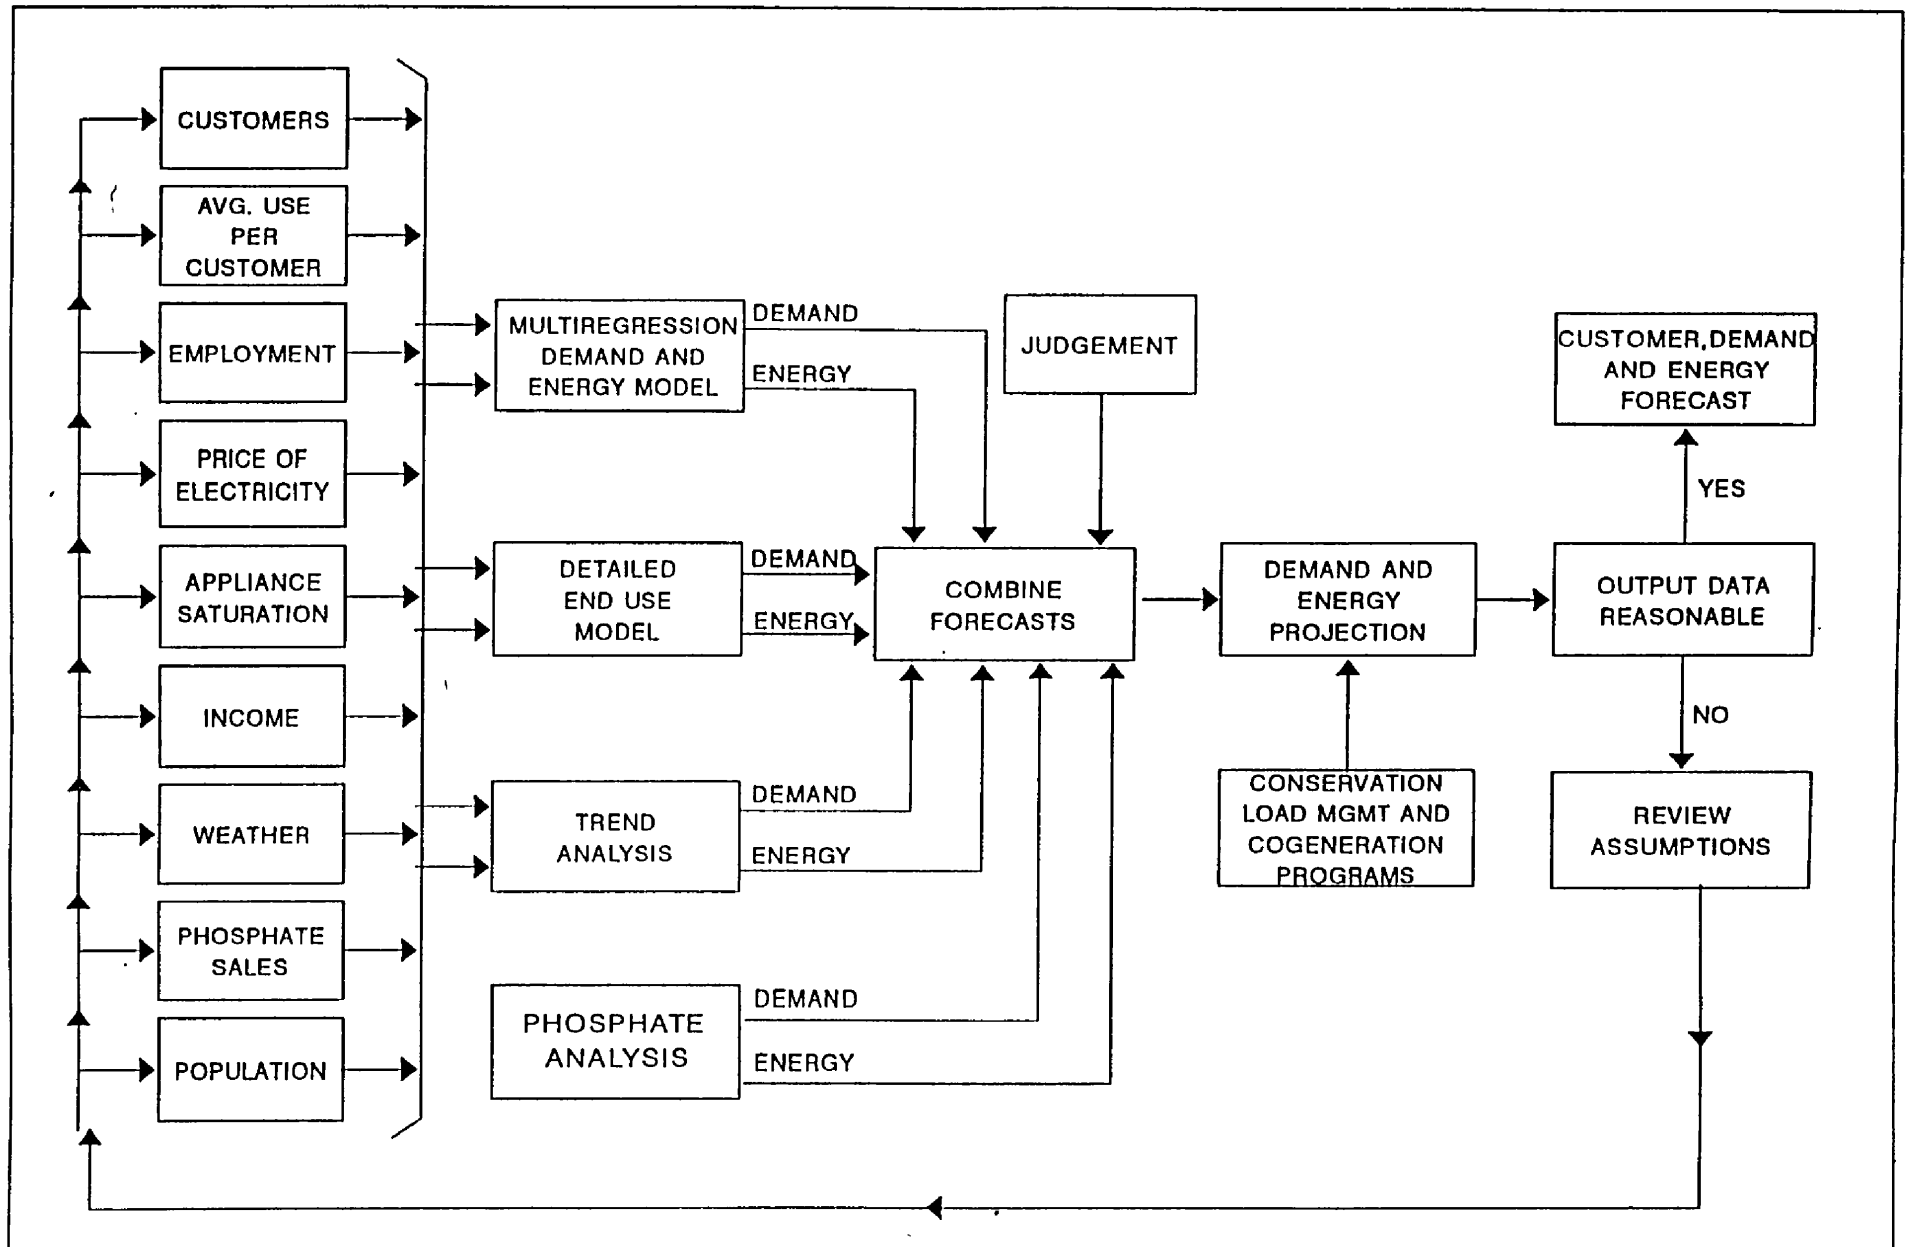 CUSTOMERS
AVG. USE
PER
CUSTOMER
EMPLOYMENT
PRICE OF
ELECTRICITY
APPLIANCE
SATURATION
INCOME
WEATHER
PHOSPHATE
SALES
POPULATION
MULTIREGRESSION
DEMAND AND
ENERGY MODEL
DEMAND
ENERGY
DETAILED
END USE
MODEL
DEMAND
ENERGY
TREND
ANALYSIS
DEMAND
ENERGY
PHOSPHATE
ANALYSIS
DEMAND
ENERGY
JUDGEMENT
COMBINE
FORECASTS
DEMAND AND
ENERGY
PROJECTION
CONSERVATION
LOAD MGMT AND
COGENERATION
PROGRAMS
CUSTOMER,DEMAND
AND ENERGY
FORECAST
YES
OUTPUT DATA
REASONABLE
NO
REVIEW
ASSUMPTIONS